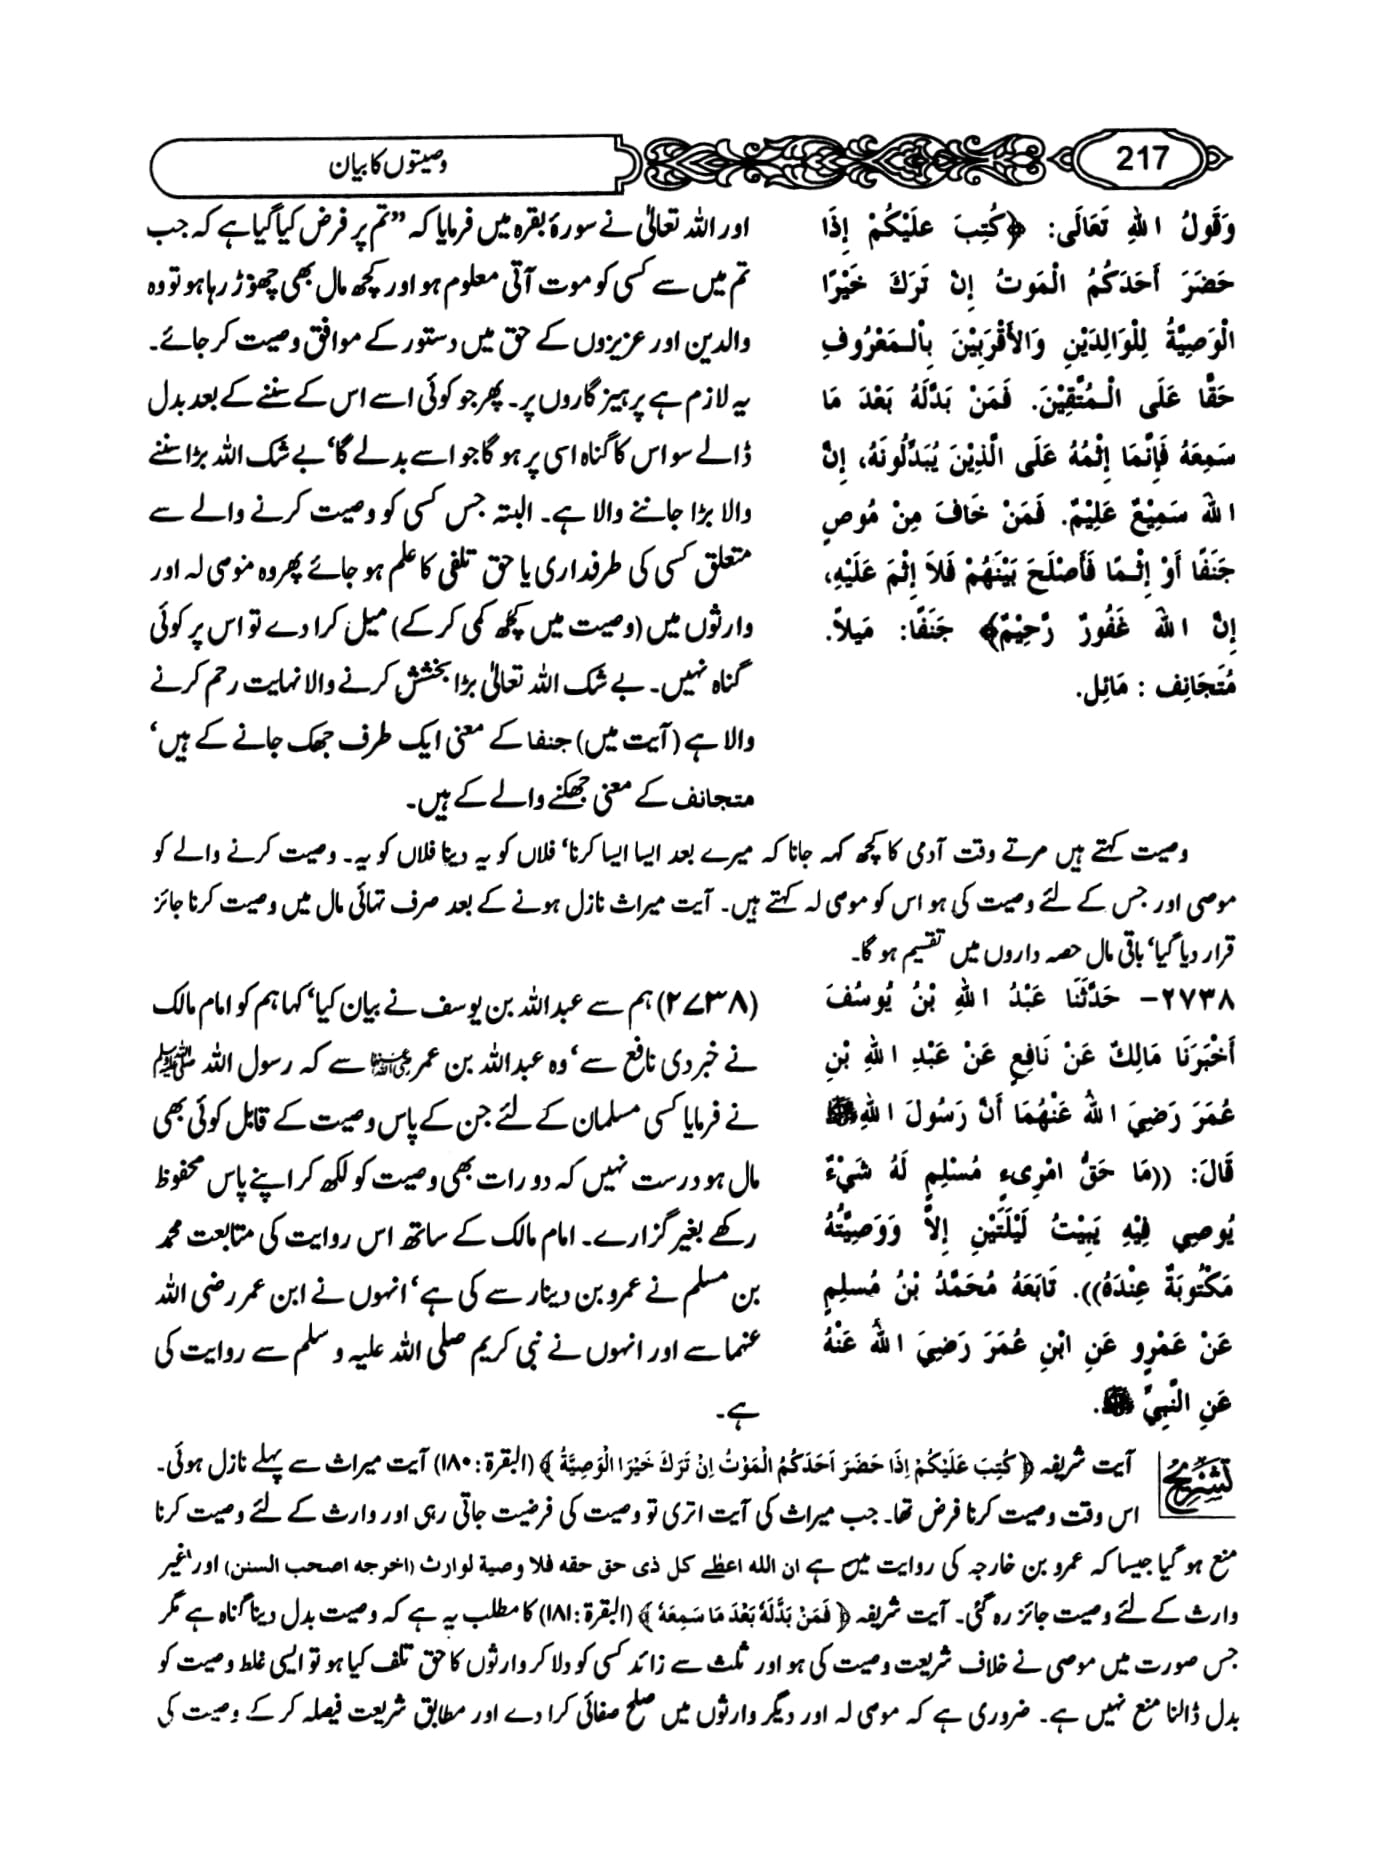 217
وصیتوں کا بیان
وَقَولُ اللهِ تَعَالَى: ﴿كُتِبَ عَلَيْكُمْ إِذَا
حَضَرَ أَحَدَكُمُ الْمَوتُ إِنْ تَرَكَ خَيْرًا
الْوَصِيَّةُ لِلْوَالِدَيْنِ وَالأَقْرَبِيْنَ بِالْمَعْرُوفِ
حَقًّا عَلَى الْمُتَّقِيْنَ. فَمَنْ بَدَّلَهُ بَعْدَ مَا
سَمِعَهُ فَإِنَّمَا إِثْمُهُ عَلَى الَّذِيْنَ يُبَدِّلُونَهُ، إِنَّ
اللهَ سَمِيْعٌ عَلِيْمٌ. فَمَنْ خَافَ مِنْ مُوصٍ
جَنَفًا أَوْ إِثْمًا فَأَصْلَحَ بَيْنَهُمْ فَلاَ إِثْمَ عَلَيْهِ،
إِنَّ اللهَ غَفُورٌ رَّحِيْمٌ﴾ جَنَفًا: مَيلاً.
مُتَجَانِف : مَائِل.
اور اللہ تعالیٰ نے سورۂ بقرہ میں فرمایا کہ ”تم پر فرض کیا گیا ہے کہ جب
تم میں سے کسی کو موت آتی معلوم ہو اور کچھ مال بھی چھوڑ رہا ہو تو وہ
والدین اور عزیزوں کے حق میں دستور کے موافق وصیت کر جائے۔
یہ لازم ہے پرہیز گاروں پر۔ پھر جو کوئی اسے اس کے سننے کے بعد بدل
ڈالے سو اس کا گناہ اسی پر ہو گا جو اسے بدلے گا‘ بے شک اللہ بڑا سننے
والا بڑا جاننے والا ہے۔ البتہ جس کسی کو وصیت کرنے والے سے
متعلق کسی کی طرفداری یا حق تلفی کا علم ہو جائے پھر وہ موصی لہ اور
وارثوں میں (وصیت میں کچھ کمی کر کے) میل کرا دے تو اس پر کوئی
گناہ نہیں۔ بے شک اللہ تعالیٰ بڑا بخشش کرنے والا نہایت رحم کرنے
والا ہے (آیت میں) جنفا کے معنی ایک طرف جھک جانے کے ہیں‘
متجانف کے معنی جھکنے والے کے ہیں۔
وصیت کہتے ہیں مرتے وقت آدمی کا کچھ کہہ جانا کہ میرے بعد ایسا ایسا کرنا‘ فلاں کو یہ دینا فلاں کو یہ۔ وصیت کرنے والے کو
موصی اور جس کے لئے وصیت کی ہو اس کو موصی لہ کہتے ہیں۔ آیت میراث نازل ہونے کے بعد صرف تہائی مال میں وصیت کرنا جائز
قرار دیا گیا‘ باقی مال حصہ داروں میں تقسیم ہو گا۔
٢٧٣٨- حَدَّثَنَا عَبْدُ اللهِ بْنُ يُوسُفَ
أَخْبَرَنَا مَالِكٌ عَنْ نَافِعٍ عَنْ عَبْدِ اللهِ بْنِ
عُمَرَ رَضِيَ اللهُ عَنْهُمَا أَنَّ رَسُولَ اللهِ ﷺ
قَالَ: ((مَا حَقُّ امْرِىءٍ مُسْلِمٍ لَهُ شَيْءٌ
يُوصِي فِيْهِ يَبِيْتُ لَيْلَتَيْنِ إِلاَّ وَوَصِيَّتُهُ
مَكْتُوبَةٌ عِنْدَهُ)). تَابَعَهُ مُحَمَّدُ بْنُ مُسلِمٍ
عَنْ عَمْرٍو عَنِ ابْنِ عُمَرَ رَضِيَ اللهُ عَنْهُ
عَنِ النَّبِيِّ ﷺ.
(۲۷۳۸) ہم سے عبداللہ بن یوسف نے بیان کیا‘ کہا ہم کو امام مالک
نے خبر دی نافع سے‘ وہ عبداللہ بن عمر رضی اللہ عنہما سے کہ رسول اللہ ﷺ
نے فرمایا کسی مسلمان کے لئے جن کے پاس وصیت کے قابل کوئی بھی
مال ہو درست نہیں کہ دو رات بھی وصیت کو لکھ کر اپنے پاس محفوظ
رکھے بغیر گزارے۔ امام مالک کے ساتھ اس روایت کی متابعت محمد
بن مسلم نے عمرو بن دینار سے کی ہے‘ انہوں نے ابن عمر رضی اللہ
عنہما سے اور انہوں نے نبی کریم صلی اللہ علیہ و سلم سے روایت کی
ہے۔
تشریح آیت شریفہ ﴿كُتِبَ عَلَيْكُمْ اِذَا حَضَرَ اَحَدَكُمُ الْمَوْتُ اِنْ تَرَكَ خَيْرَا الْوَصِيَّةُ﴾ (البقرة:۱۸۰) آیت میراث سے پہلے نازل ہوئی۔
اس وقت وصیت کرنا فرض تھا۔ جب میراث کی آیت اتری تو وصیت کی فرضیت جاتی رہی اور وارث کے لئے وصیت کرنا
منع ہو گیا جیسا کہ عمرو بن خارجہ کی روایت میں ہے ان الله اعطٰى كل ذى حق حقه فلا وصية لوارث (اخرجه اصحب السنن) اور غیر
وارث کے لئے وصیت جائز رہ گئی۔ آیت شریفہ ﴿فَمَنْ بَدَّلَهُ بَعْدَ مَا سَمِعَهُ﴾ (البقرة:۱۸۱) کا مطلب یہ ہے کہ وصیت بدل دینا گناہ ہے مگر
جس صورت میں موصی نے خلاف شریعت وصیت کی ہو اور ثلث سے زائد کسی کو دلا کر وارثوں کا حق تلف کیا ہو تو ایسی غلط وصیت کو
بدل ڈالنا منع نہیں ہے۔ ضروری ہے کہ موصی لہ اور دیگر وارثوں میں صلح صفائی کرا دے اور مطابق شریعت فیصلہ کر کے وصیت کی